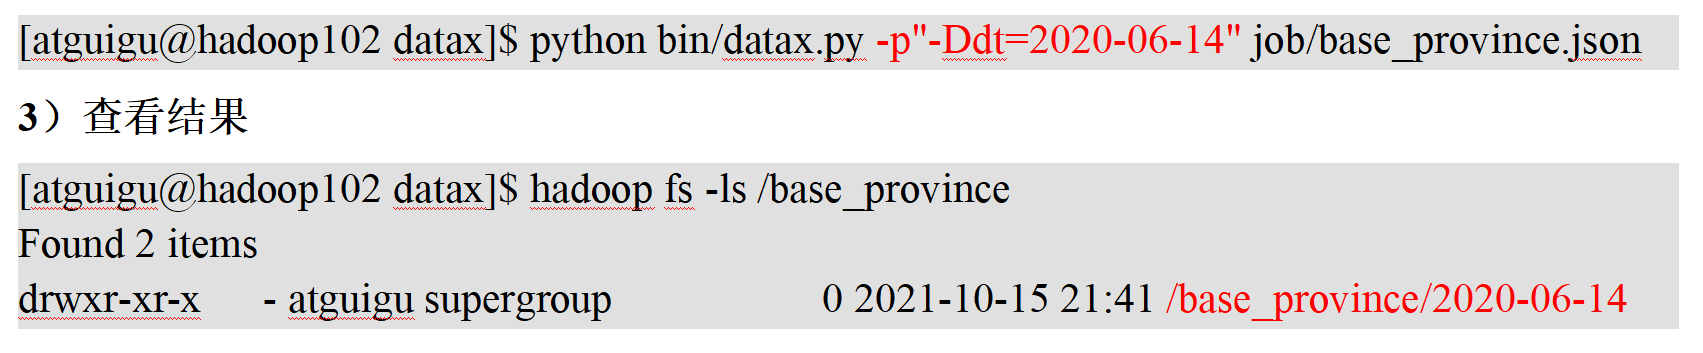 [atguigu@hadoop102 datax]$ python bin/datax.py -p"-Ddt=2020-06-14" job/base_province.json
3）查看结果
[atguigu@hadoop102 datax]$ hadoop fs -ls /base_province
Found 2 items
drwxr-xr-x - atguigu supergroup 0 2021-10-15 21:41 /base_province/2020-06-14